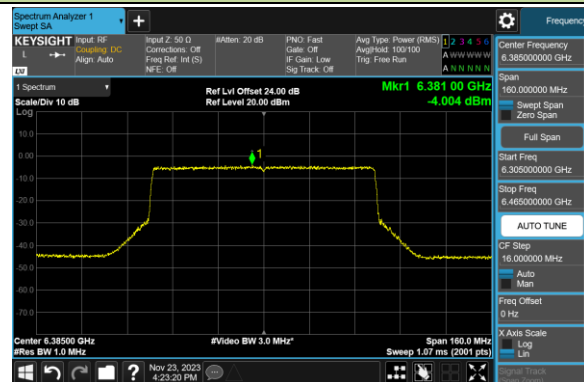 Spectrum Analyzer 1
Swept SA
Frequency
KEYSIGHT
Input: RF
Coupling: DC
Align: Auto
Input Z: 50 Ω
Corrections: Off
Freq Ref: Int (S)
NFE: Off
#Atten: 20 dB
PNO: Fast
Gate: Off
IF Gain: Low
Sig Track: Off
Avg Type: Power (RMS)
Avg|Hold: 100/100
Trig: Free Run
1 2 3 4 5 6
A W W W W W
A N N N N N
L
LXI
1 Spectrum
Scale/Div 10 dB
Log
Ref Lvl Offset 24.00 dB
Ref Level 20.00 dBm
Mkr1 6.381 00 GHz
-4.004 dBm
10.0
0.00
-10.0
-20.0
-30.0
-40.0
-50.0
-60.0
-70.0
1
Center 6.38500 GHz
#Res BW 1.0 MHz
#Video BW 3.0 MHz*
Span 160.0 MHz
Sweep 1.07 ms (2001 pts)
Center Frequency
6.385000000 GHz
Span
160.000000 MHz
Swept Span
Zero Span
Full Span
Start Freq
6.305000000 GHz
Stop Freq
6.465000000 GHz
AUTO TUNE
CF Step
16.000000 MHz
Auto
Man
Freq Offset
0 Hz
X Axis Scale
Log
Lin
Signal Track
Nov 23, 2023
4:23:20 PM